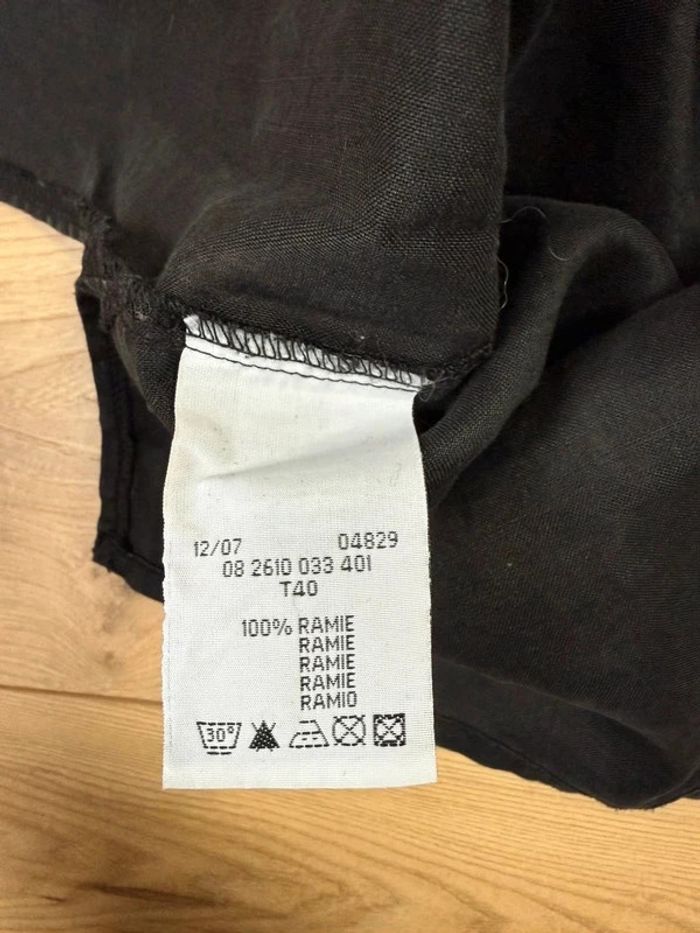 12/07 04829
08 2610 033 401
T40
100% RAMIE
RAMIE
RAMIE
RAMIE
RAMIO
30°